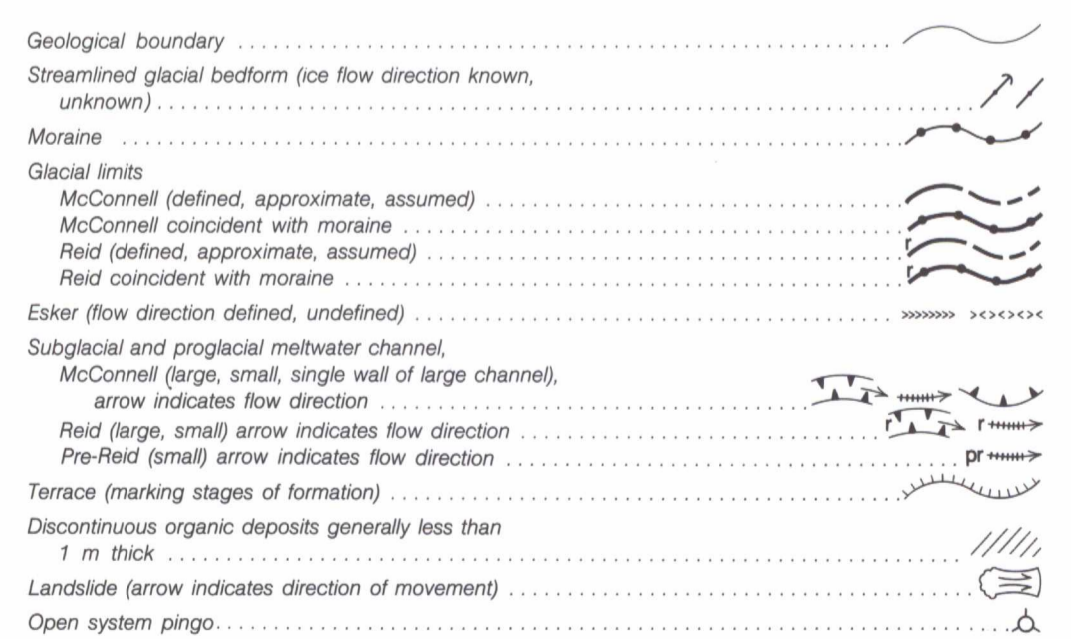 Geological boundary
Streamlined glacial bedform (ice flow direction known,
unknown)
Moraine
Glacial limits
McConnell (defined, approximate, assumed)
McConnell coincident with moraine
Reid (defined, approximate, assumed)
r
Reid coincident with moraine
r
Esker (flow direction defined, undefined)
Subglacial and proglacial meltwater channel,
McConnell (large, small, single wall of large channel),
arrow indicates flow direction
Reid (large, small) arrow indicates flow direction
r r
Pre-Reid (small) arrow indicates flow direction
pr
Terrace (marking stages of formation)
Discontinuous organic deposits generally less than
1 m thick
Landslide (arrow indicates direction of movement)
Open system pingo